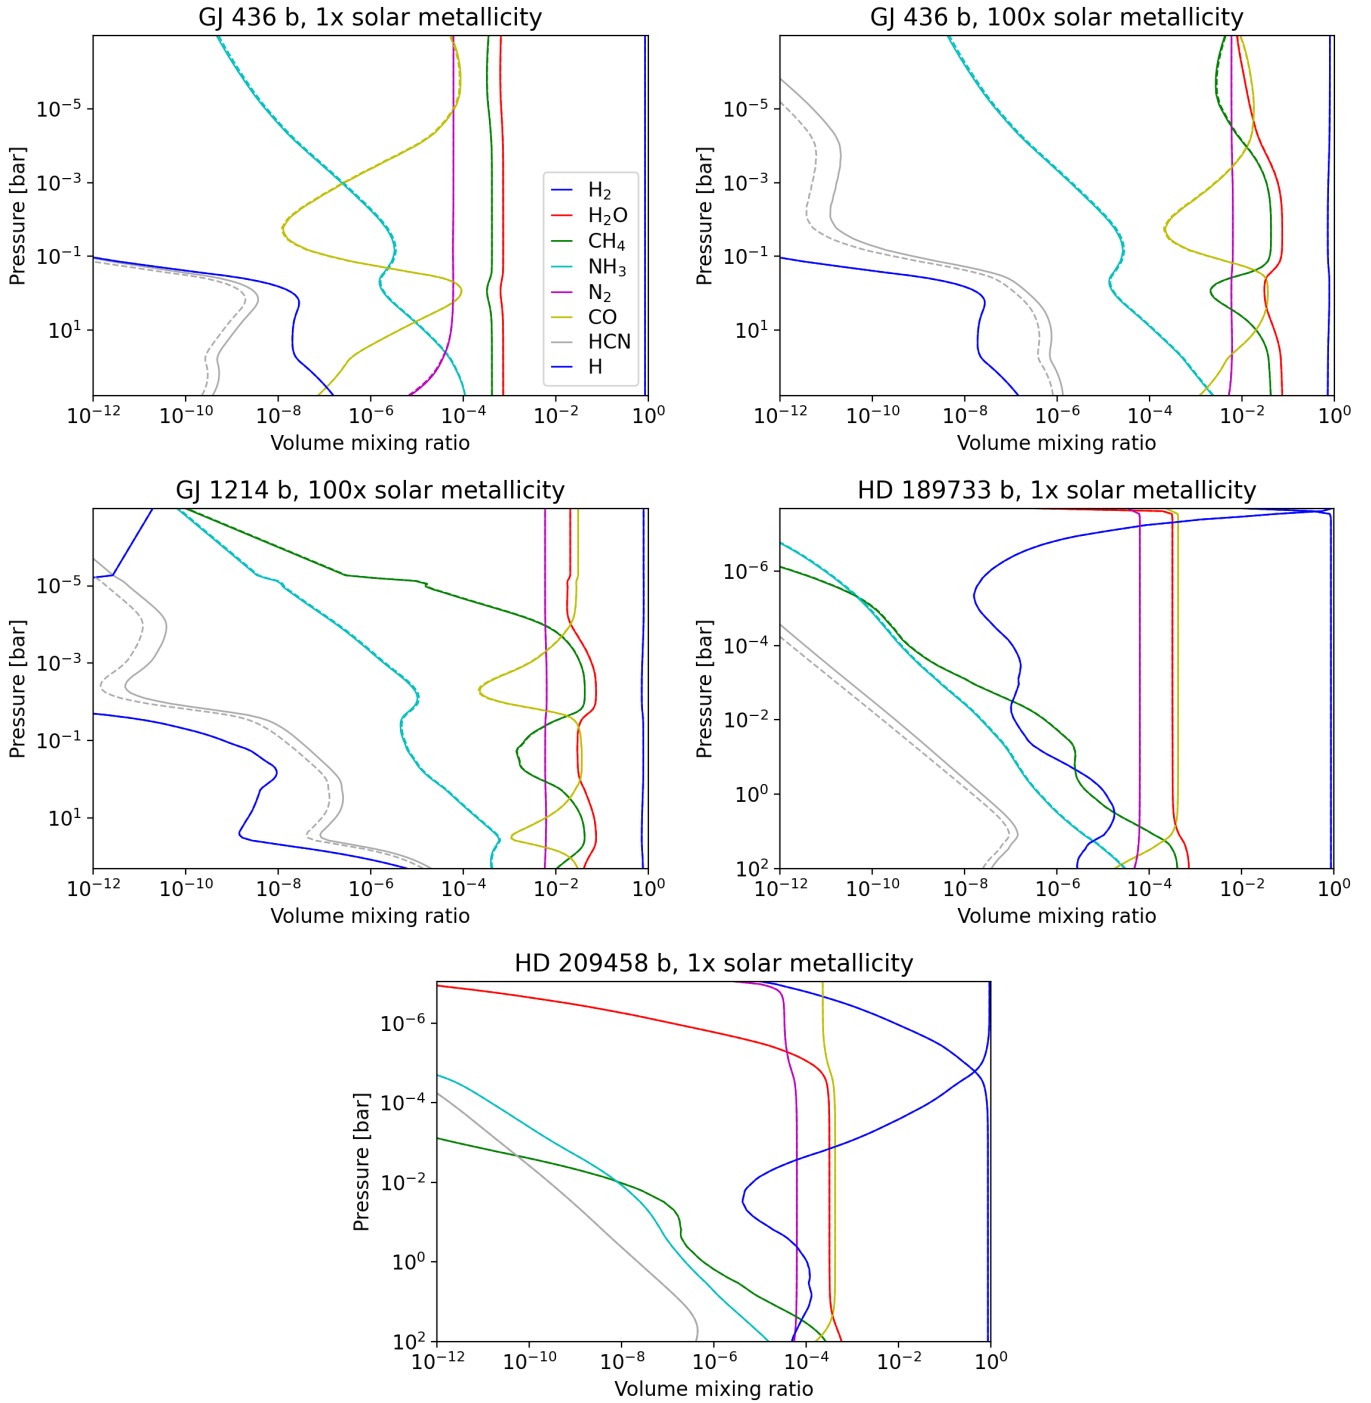 GJ 436 b, 1x solar metallicity
Pressure [bar]
10⁻⁵
10⁻³
10⁻¹
10¹
H₂
H₂O
CH₄
NH₃
N₂
CO
HCN
H
10⁻¹² 10⁻¹⁰ 10⁻⁸ 10⁻⁶ 10⁻⁴ 10⁻² 10⁰
Volume mixing ratio
GJ 436 b, 100x solar metallicity
Pressure [bar]
10⁻⁵
10⁻³
10⁻¹
10¹
10⁻¹² 10⁻¹⁰ 10⁻⁸ 10⁻⁶ 10⁻⁴ 10⁻² 10⁰
Volume mixing ratio
GJ 1214 b, 100x solar metallicity
Pressure [bar]
10⁻⁵
10⁻³
10⁻¹
10¹
10⁻¹² 10⁻¹⁰ 10⁻⁸ 10⁻⁶ 10⁻⁴ 10⁻² 10⁰
Volume mixing ratio
HD 189733 b, 1x solar metallicity
Pressure [bar]
10⁻⁶
10⁻⁴
10⁻²
10⁰
10²
10⁻¹² 10⁻¹⁰ 10⁻⁸ 10⁻⁶ 10⁻⁴ 10⁻² 10⁰
Volume mixing ratio
HD 209458 b, 1x solar metallicity
Pressure [bar]
10⁻⁶
10⁻⁴
10⁻²
10⁰
10²
10⁻¹² 10⁻¹⁰ 10⁻⁸ 10⁻⁶ 10⁻⁴ 10⁻² 10⁰
Volume mixing ratio